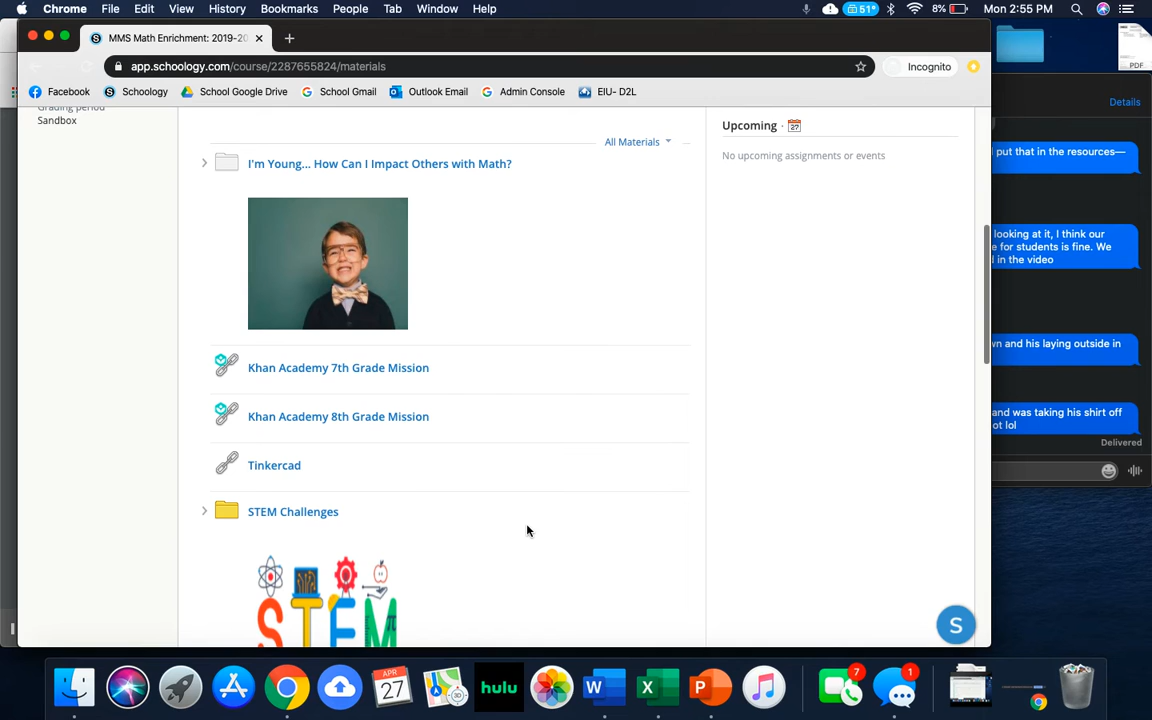 Chrome File Edit View History Bookmarks People Tab Window Help 51° 8% Mon 2:55 PM
MMS Math Enrichment: 2019-20
app.schoology.com/course/2287655824/materials
Incognito
Facebook Schoology School Google Drive School Gmail Outlook Email Admin Console EIU- D2L
PDF
Details
Grading period
Sandbox
All Materials
Upcoming · 27
No upcoming assignments or events
I'm Young... How Can I Impact Others with Math?
Khan Academy 7th Grade Mission
Khan Academy 8th Grade Mission
Tinkercad
STEM Challenges
STEM
put that in the resources—
looking at it, I think our
e for students is fine. We
d in the video
wn and his laying outside in
and was taking his shirt off
ot lol
Delivered
S
APR
27
3D
hulu
W
X
P
7
1